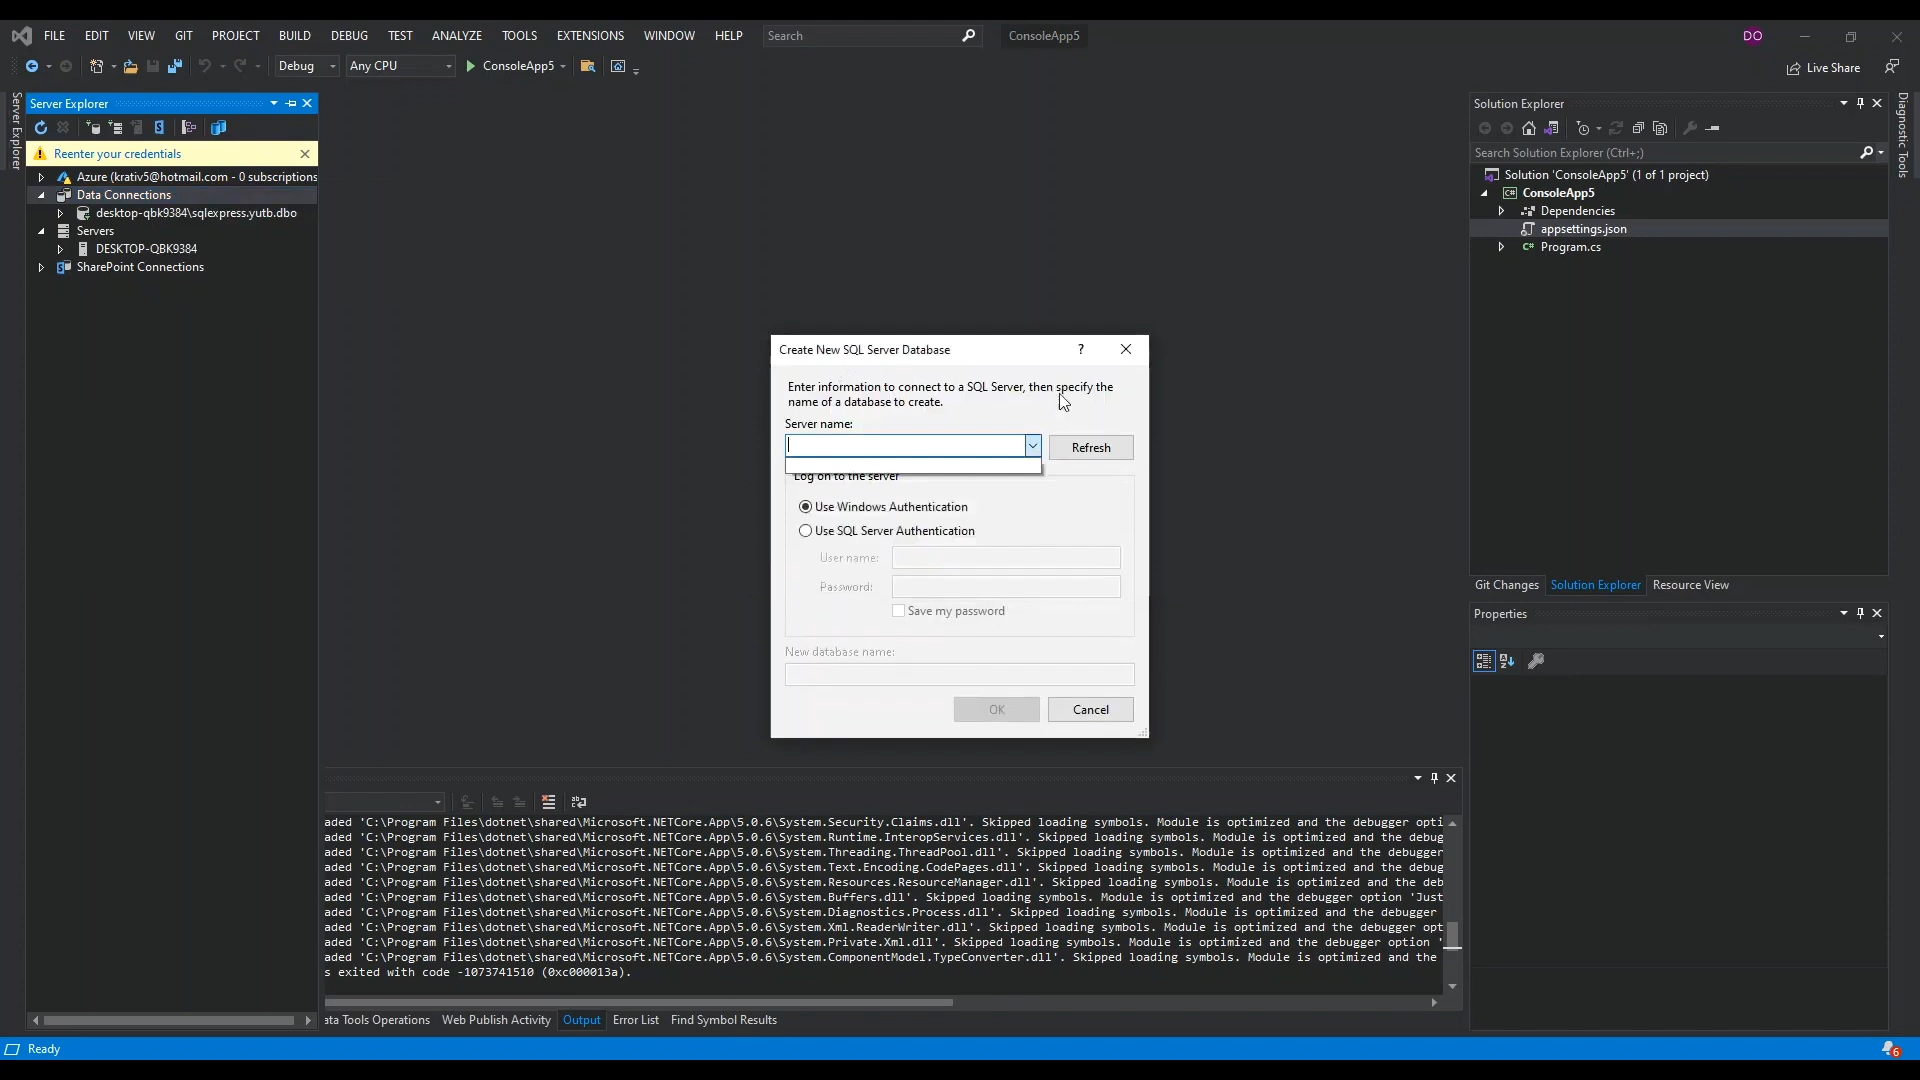 FILE EDIT VIEW GIT PROJECT BUILD DEBUG TEST ANALYZE TOOLS EXTENSIONS WINDOW HELP Search ConsoleApp5 DO
Debug Any CPU ConsoleApp5 Live Share
Server Explorer
Server Explorer
Reenter your credentials
Azure (krativ5@hotmail.com - 0 subscriptions
Data Connections
desktop-qbk9384\sqlexpress.yutb.dbo
Servers
DESKTOP-QBK9384
SharePoint Connections
Create New SQL Server Database ?
Enter information to connect to a SQL Server, then specify the
name of a database to create.
Server name:
Refresh
Log on to the server
Use Windows Authentication
Use SQL Server Authentication
User name:
Password:
Save my password
New database name:
OK Cancel
Solution Explorer
Search Solution Explorer (Ctrl+;)
Solution 'ConsoleApp5' (1 of 1 project)
C# ConsoleApp5
Dependencies
appsettings.json
C# Program.cs
Git Changes Solution Explorer Resource View
Properties
Diagnostic Tools
aded 'C:\Program Files\dotnet\shared\Microsoft.NETCore.App\5.0.6\System.Security.Claims.dll'. Skipped loading symbols. Module is optimized and the debugger opti
aded 'C:\Program Files\dotnet\shared\Microsoft.NETCore.App\5.0.6\System.Runtime.InteropServices.dll'. Skipped loading symbols. Module is optimized and the debug
aded 'C:\Program Files\dotnet\shared\Microsoft.NETCore.App\5.0.6\System.Threading.ThreadPool.dll'. Skipped loading symbols. Module is optimized and the debugger
aded 'C:\Program Files\dotnet\shared\Microsoft.NETCore.App\5.0.6\System.Text.Encoding.CodePages.dll'. Skipped loading symbols. Module is optimized and the debug
aded 'C:\Program Files\dotnet\shared\Microsoft.NETCore.App\5.0.6\System.Resources.ResourceManager.dll'. Skipped loading symbols. Module is optimized and the deb
aded 'C:\Program Files\dotnet\shared\Microsoft.NETCore.App\5.0.6\System.Buffers.dll'. Skipped loading symbols. Module is optimized and the debugger option 'Just
aded 'C:\Program Files\dotnet\shared\Microsoft.NETCore.App\5.0.6\System.Diagnostics.Process.dll'. Skipped loading symbols. Module is optimized and the debugger
aded 'C:\Program Files\dotnet\shared\Microsoft.NETCore.App\5.0.6\System.Xml.ReaderWriter.dll'. Skipped loading symbols. Module is optimized and the debugger opt
aded 'C:\Program Files\dotnet\shared\Microsoft.NETCore.App\5.0.6\System.Private.Xml.dll'. Skipped loading symbols. Module is optimized and the debugger option '
aded 'C:\Program Files\dotnet\shared\Microsoft.NETCore.App\5.0.6\System.ComponentModel.TypeConverter.dll'. Skipped loading symbols. Module is optimized and the
s exited with code -1073741510 (0xc000013a).
ata Tools Operations Web Publish Activity Output Error List Find Symbol Results
Ready 6